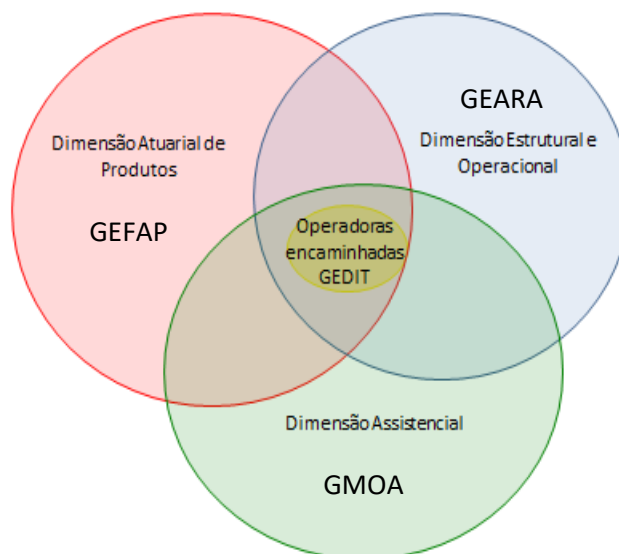 GEARA
Dimensão Estrutural e
Operacional
Dimensão Atuarial de
Produtos
GEFAP
Operadoras
encaminhadas
GEDIT
Dimensão Assistencial
GMOA